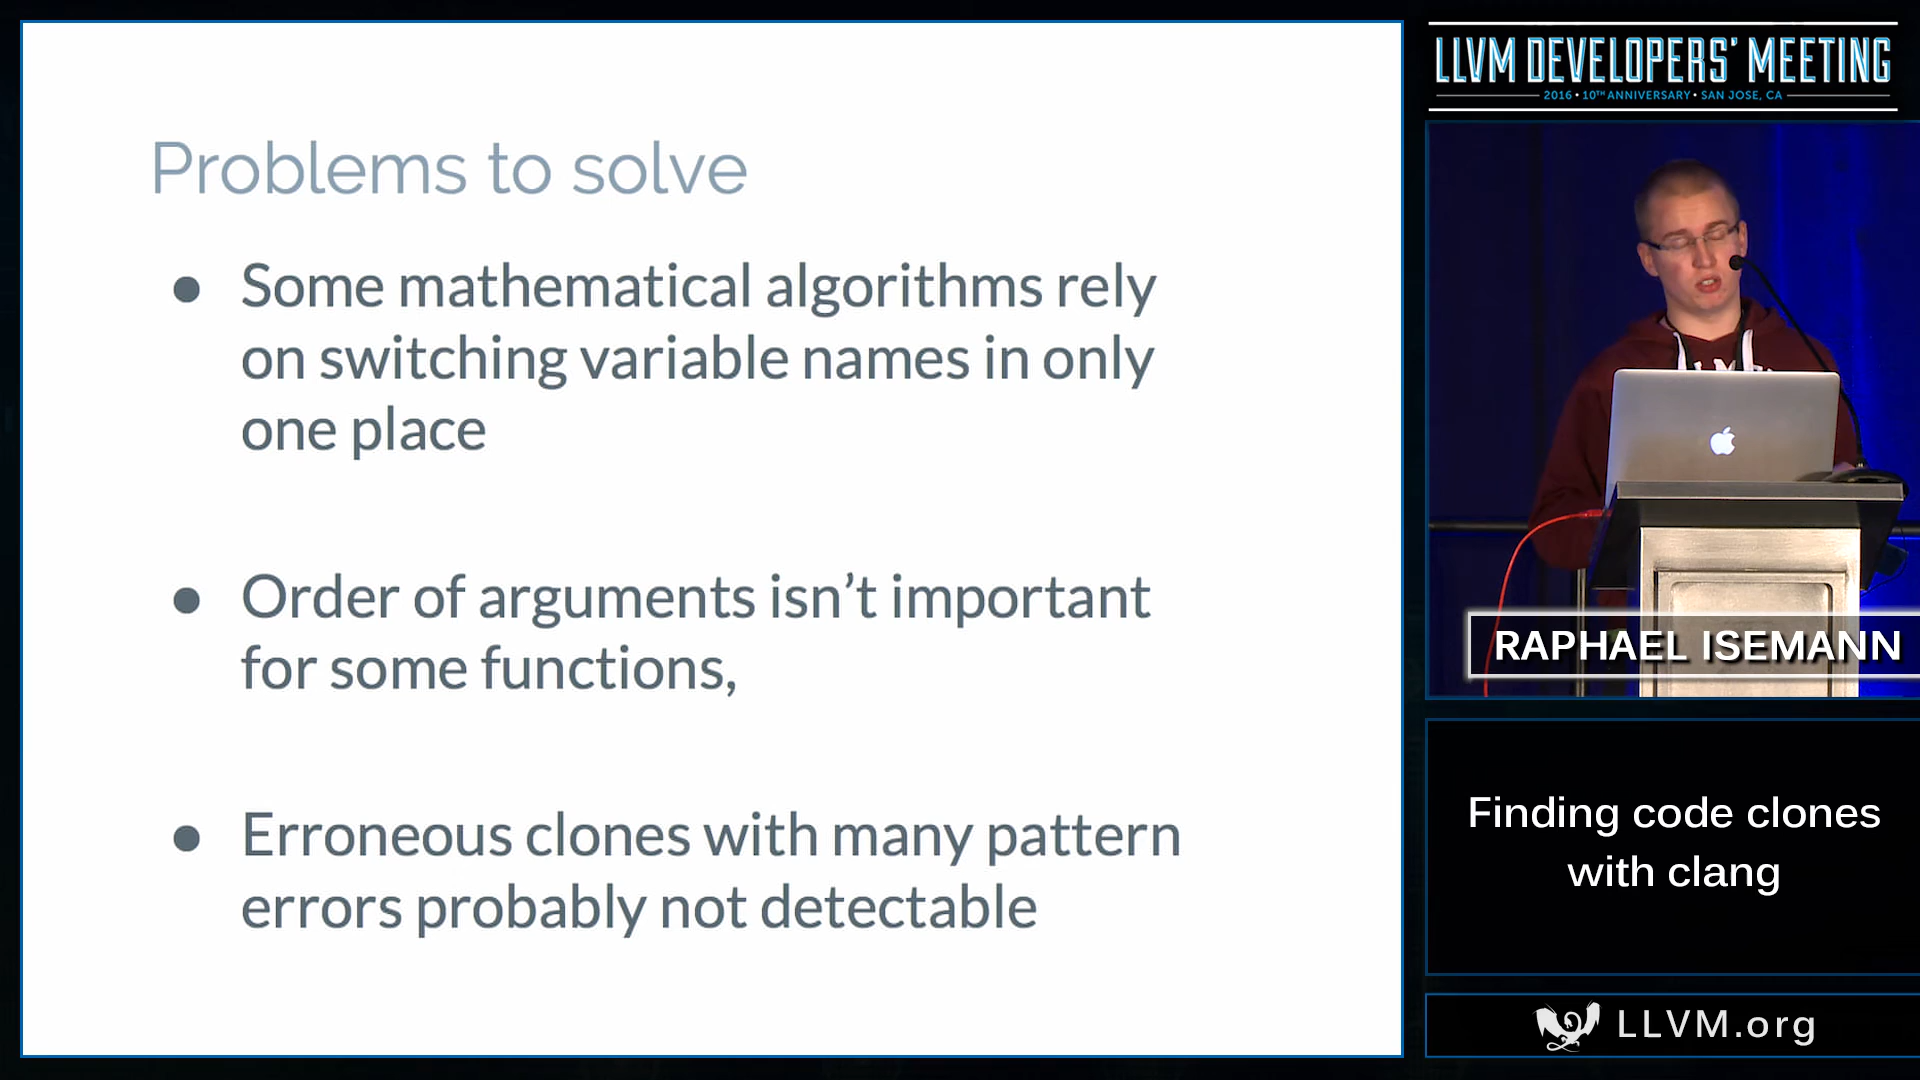 Problems to solve
● Some mathematical algorithms rely
on switching variable names in only
one place
● Order of arguments isn’t important
for some functions,
● Erroneous clones with many pattern
errors probably not detectable
LLVM DEVELOPERS' MEETING
2016 • 10TH ANNIVERSARY • SAN JOSE, CA
RAPHAEL ISEMANN
Finding code clones
with clang
LLVM.org